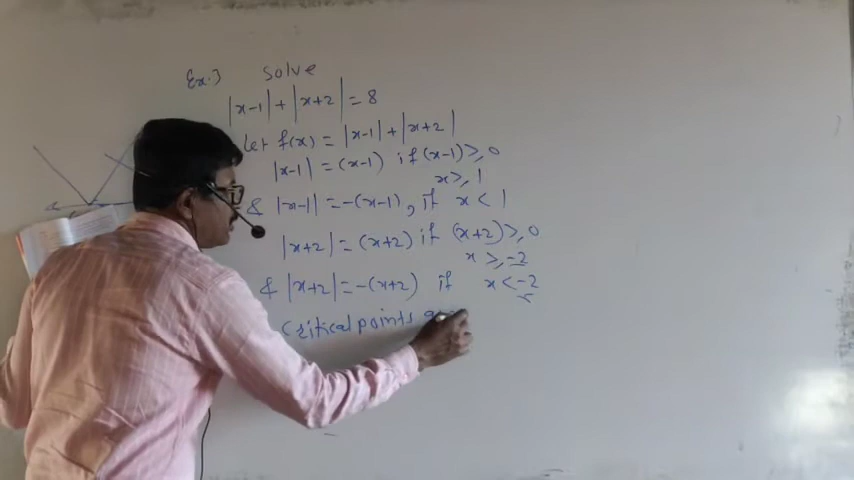 Ex.3 Solve
|x-1| + |x+2| = 8
Let f(x) = |x-1| + |x+2|
|x-1| = (x-1) if (x-1) ≥ 0
x ≥ 1
& |x-1| = -(x-1), if x < 1
|x+2| = (x+2) if (x+2) ≥ 0
x ≥ -2
& |x+2| = -(x+2) if x < -2
Critical points